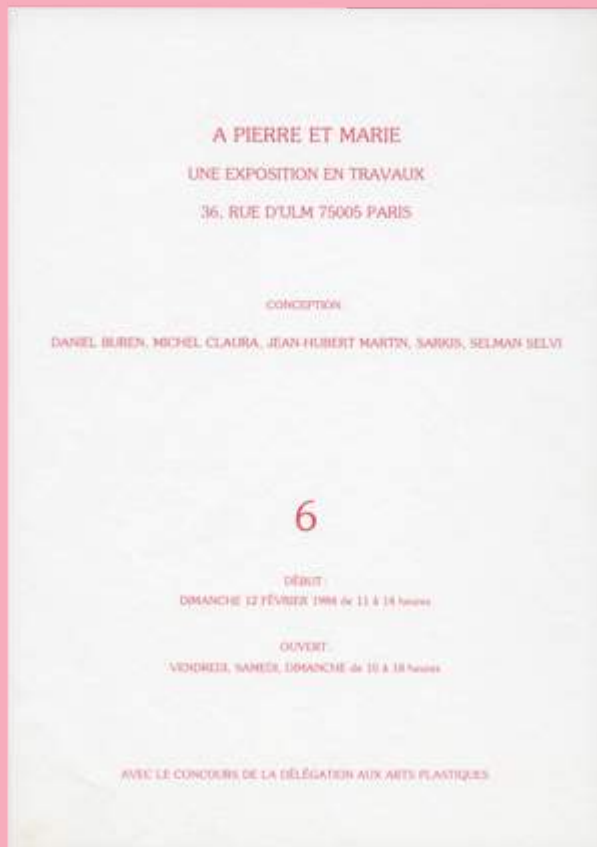 A PIERRE ET MARIE
UNE EXPOSITION EN TRAVAUX
36, RUE D'ULM 75005 PARIS
CONCEPTION :
DANIEL BUREN, MICHEL CLAURA, JEAN-HUBERT MARTIN, SARKIS, SELMAN SELVI
6
DÉBUT :
DIMANCHE 12 FÉVRIER 1984 de 11 à 18 heures
OUVERT :
VENDREDI, SAMEDI, DIMANCHE de 10 à 18 heures
AVEC LE CONCOURS DE LA DÉLÉGATION AUX ARTS PLASTIQUES